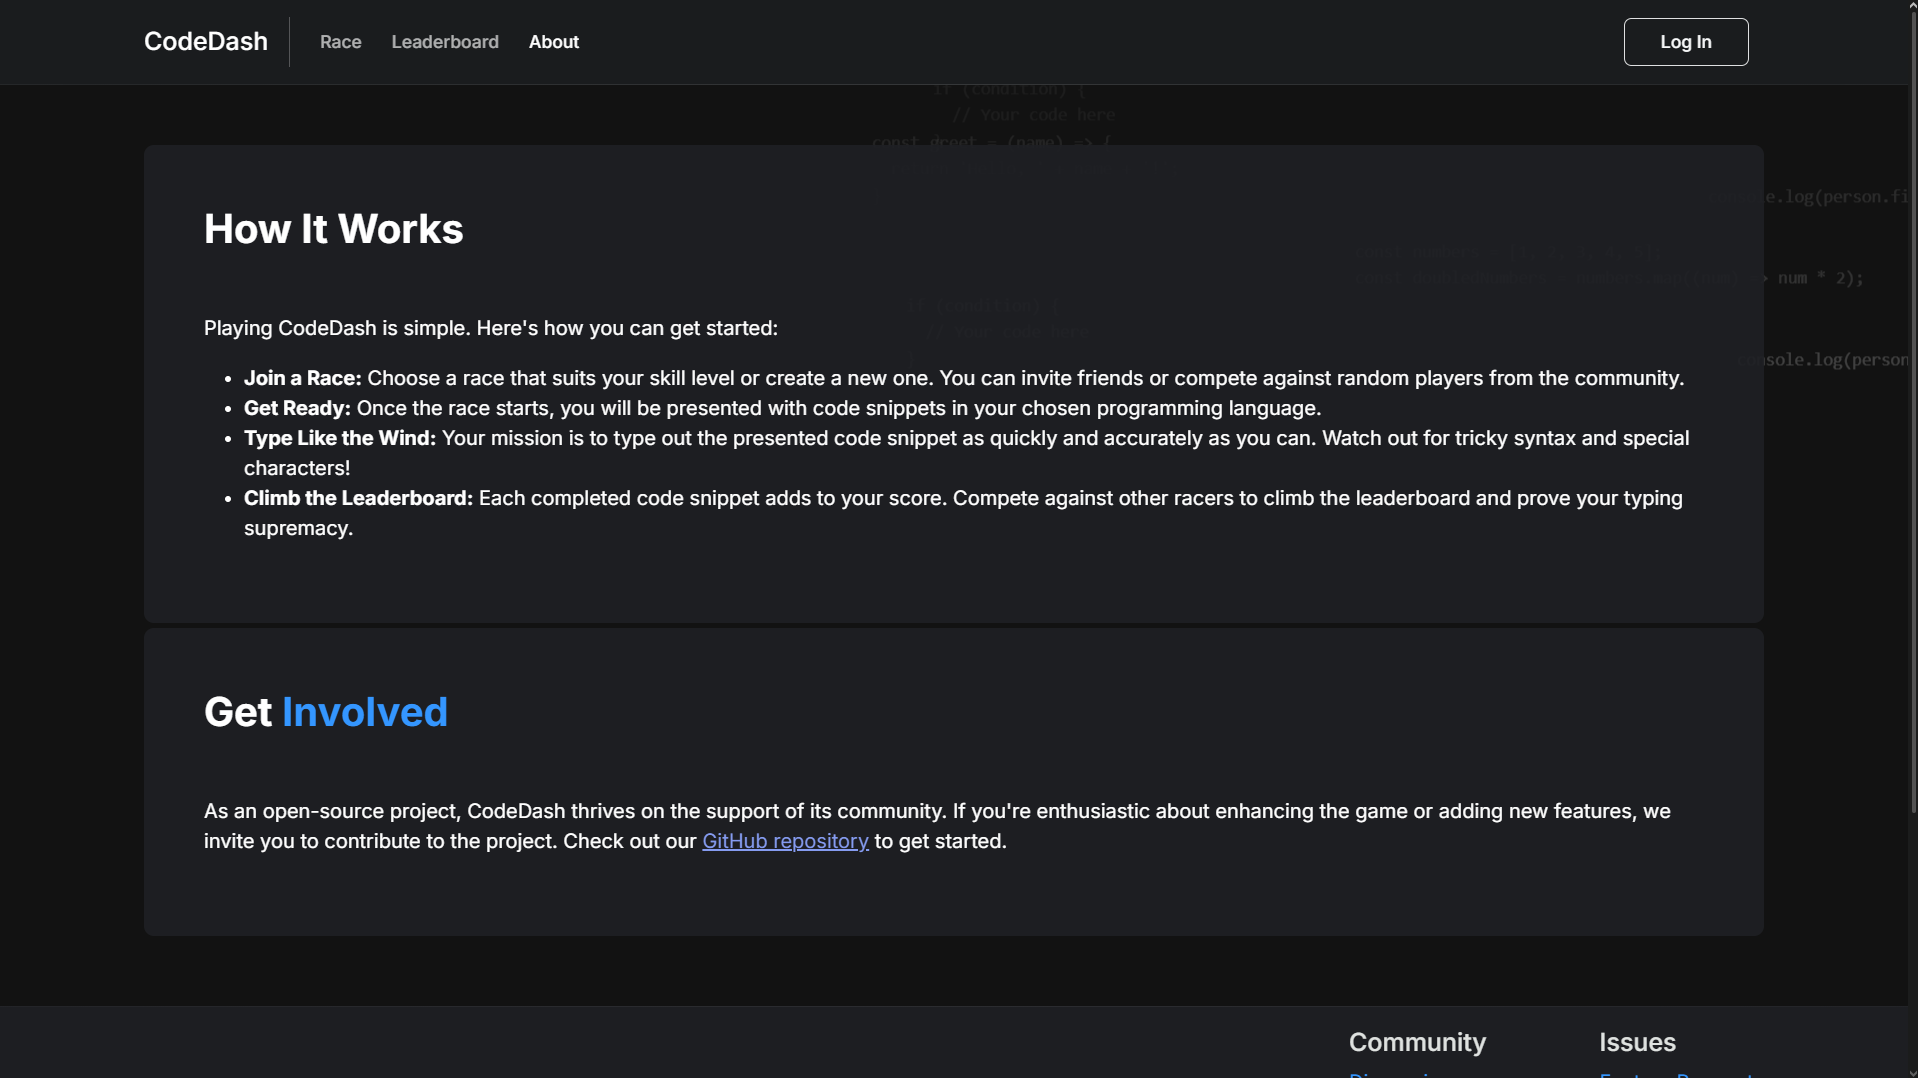 CodeDash
Race Leaderboard About
Log In
if (condition) {
// Your code here
const greet = (name) => {
e.log(person.fi
num * 2);
if (condition) {
// Your code here
nsole.log(person
How It Works
Playing CodeDash is simple. Here's how you can get started:
• Join a Race: Choose a race that suits your skill level or create a new one. You can invite friends or compete against random players from the community.
• Get Ready: Once the race starts, you will be presented with code snippets in your chosen programming language.
• Type Like the Wind: Your mission is to type out the presented code snippet as quickly and accurately as you can. Watch out for tricky syntax and special
characters!
• Climb the Leaderboard: Each completed code snippet adds to your score. Compete against other racers to climb the leaderboard and prove your typing
supremacy.
Get Involved
As an open-source project, CodeDash thrives on the support of its community. If you're enthusiastic about enhancing the game or adding new features, we
invite you to contribute to the project. Check out our GitHub repository to get started.
Community
Issues